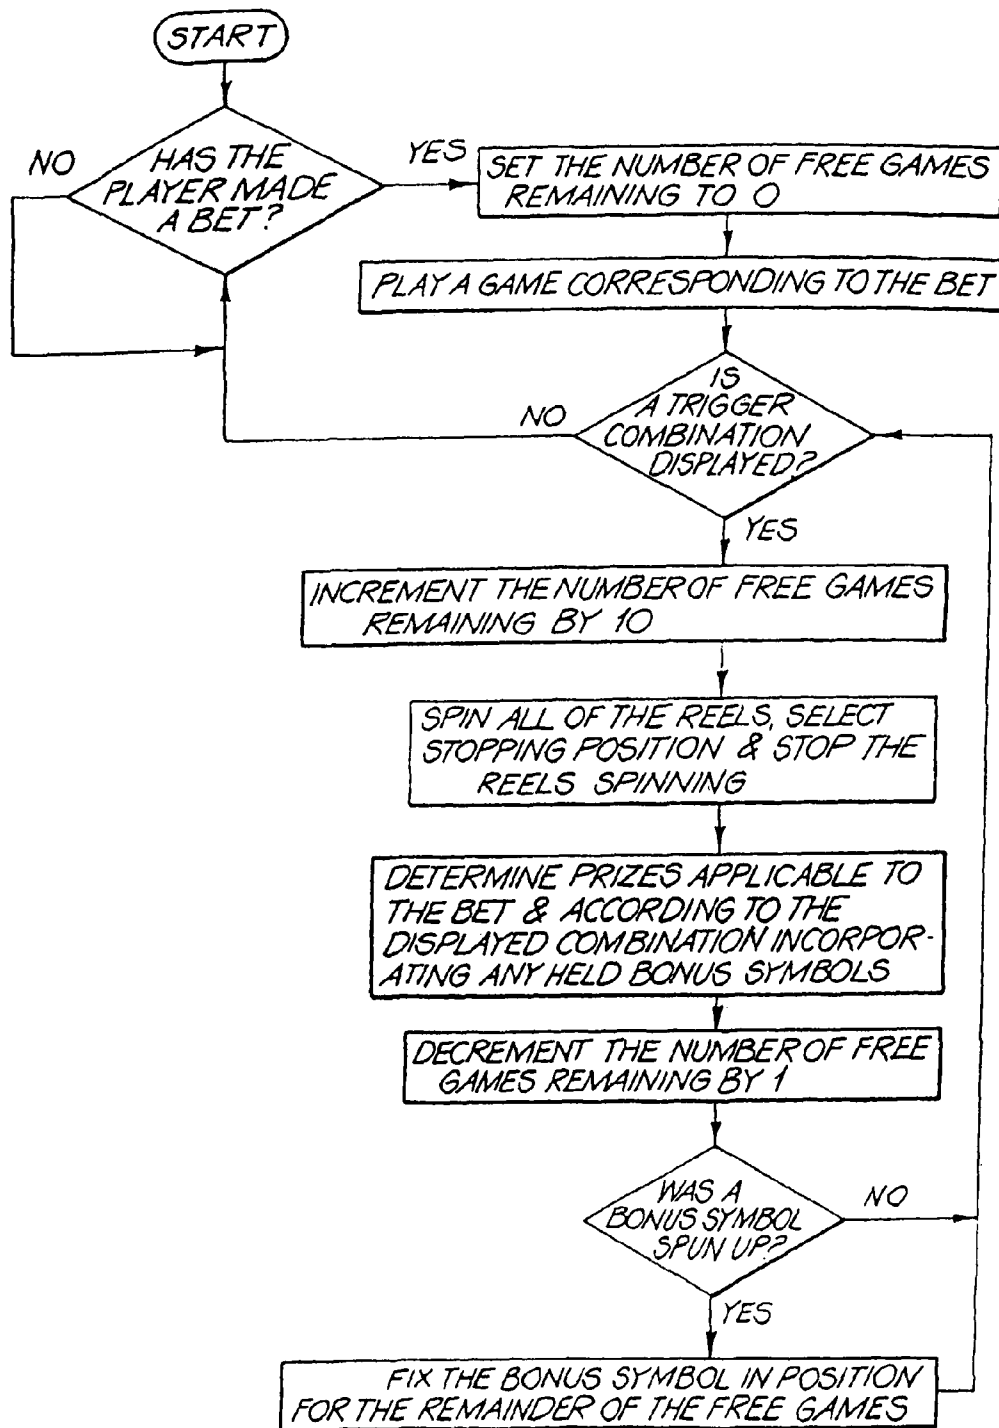 START
HAS THE
PLAYER MADE
A BET?
NO
YES
SET THE NUMBER OF FREE GAMES
REMAINING TO 0
PLAY A GAME CORRESPONDING TO THE BET
IS
A TRIGGER
COMBINATION
DISPLAYED?
NO
YES
INCREMENT THE NUMBER OF FREE GAMES
REMAINING BY 10
SPIN ALL OF THE REELS, SELECT
STOPPING POSITION & STOP THE
REELS SPINNING
DETERMINE PRIZES APPLICABLE TO
THE BET & ACCORDING TO THE
DISPLAYED COMBINATION INCORPOR-
ATING ANY HELD BONUS SYMBOLS
DECREMENT THE NUMBER OF FREE
GAMES REMAINING BY 1
WAS A
BONUS SYMBOL
SPUN UP?
NO
YES
FIX THE BONUS SYMBOL IN POSITION
FOR THE REMAINDER OF THE FREE GAMES